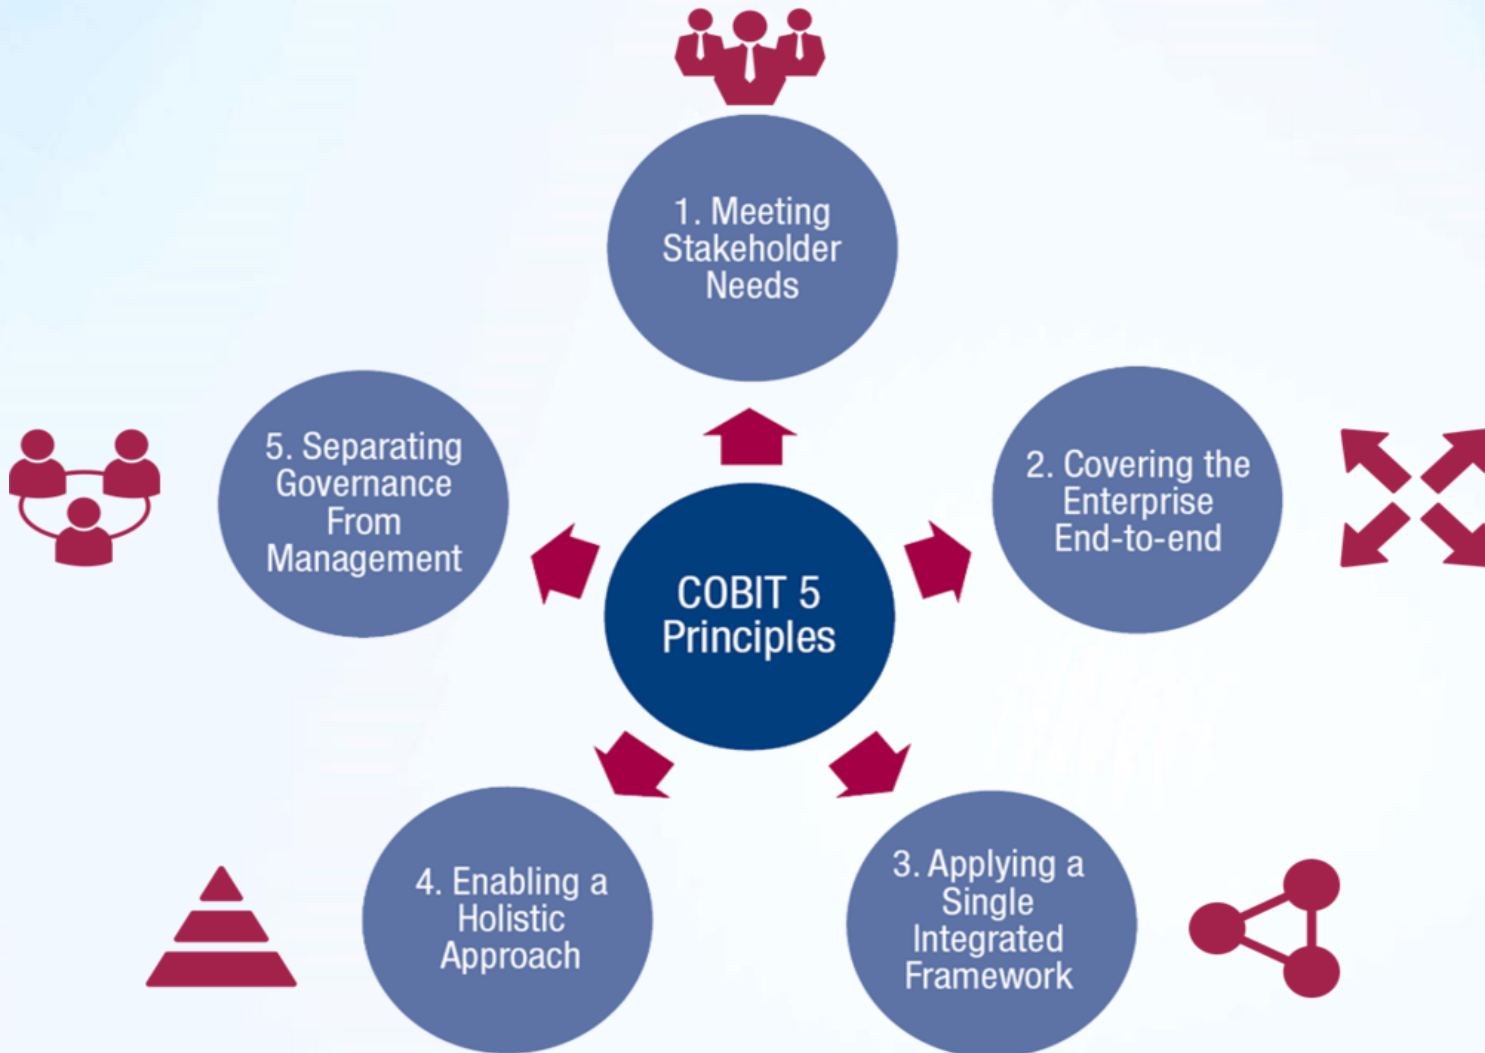 1. Meeting
Stakeholder
Needs
2. Covering the
Enterprise
End-to-end
3. Applying a
Single
Integrated
Framework
4. Enabling a
Holistic
Approach
5. Separating
Governance
From
Management
COBIT 5
Principles